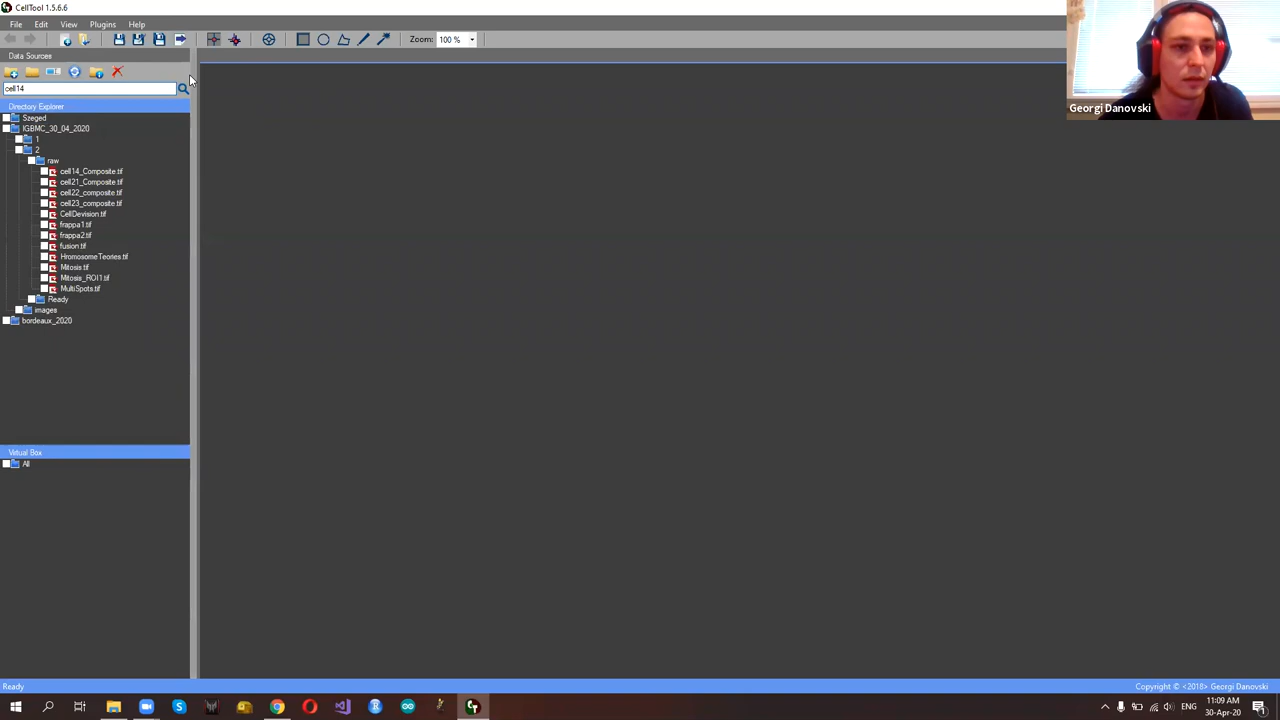 CellTool 1.5.6.6
File Edit View Plugins Help
Zoom: 100 %
Data Sources
cell14
Directory Explorer
Szeged
IGBMC_30_04_2020
1
2
raw
cell14_Composite.tif
cell21_Composite.tif
cell22_composite.tif
cell23_composite.tif
CellDevision.tif
frappa1.tif
frappa2.tif
fusion.tif
HromosomeTeories.tif
Mitosis.tif
Mitosis_ROI1.tif
MultiSpots.tif
Ready
images
bordeaux_2020
Virtual Box
All
Georgi Danovski
Ready
Copyright © <2018> Georgi Danovski
ENG
11:09 AM
30-Apr-20